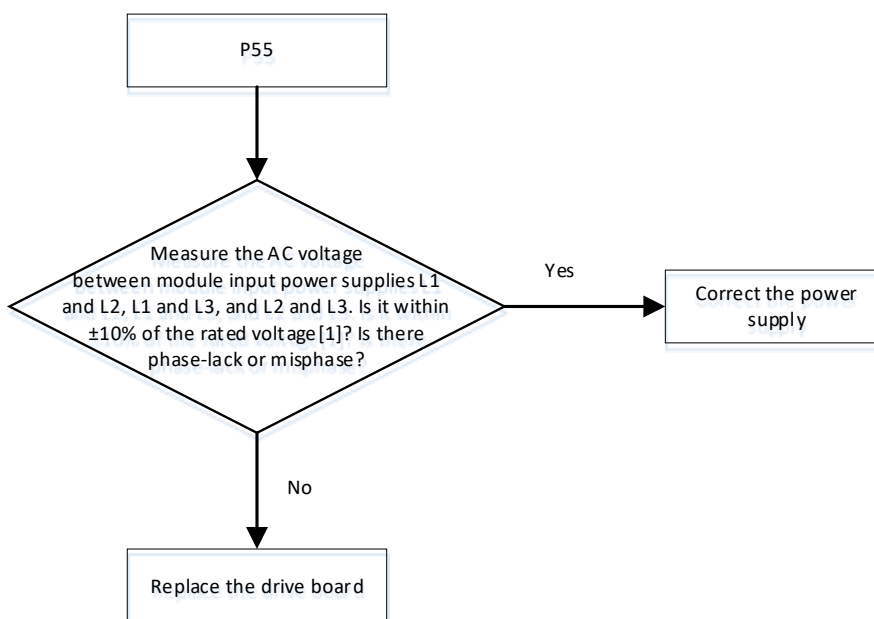 P55
Measure the AC voltage
between module input power supplies L1
and L2, L1 and L3, and L2 and L3. Is it within
±10% of the rated voltage[1]? Is there
phase-lack or misphase?
Yes
Correct the power
supply
No
Replace the drive board